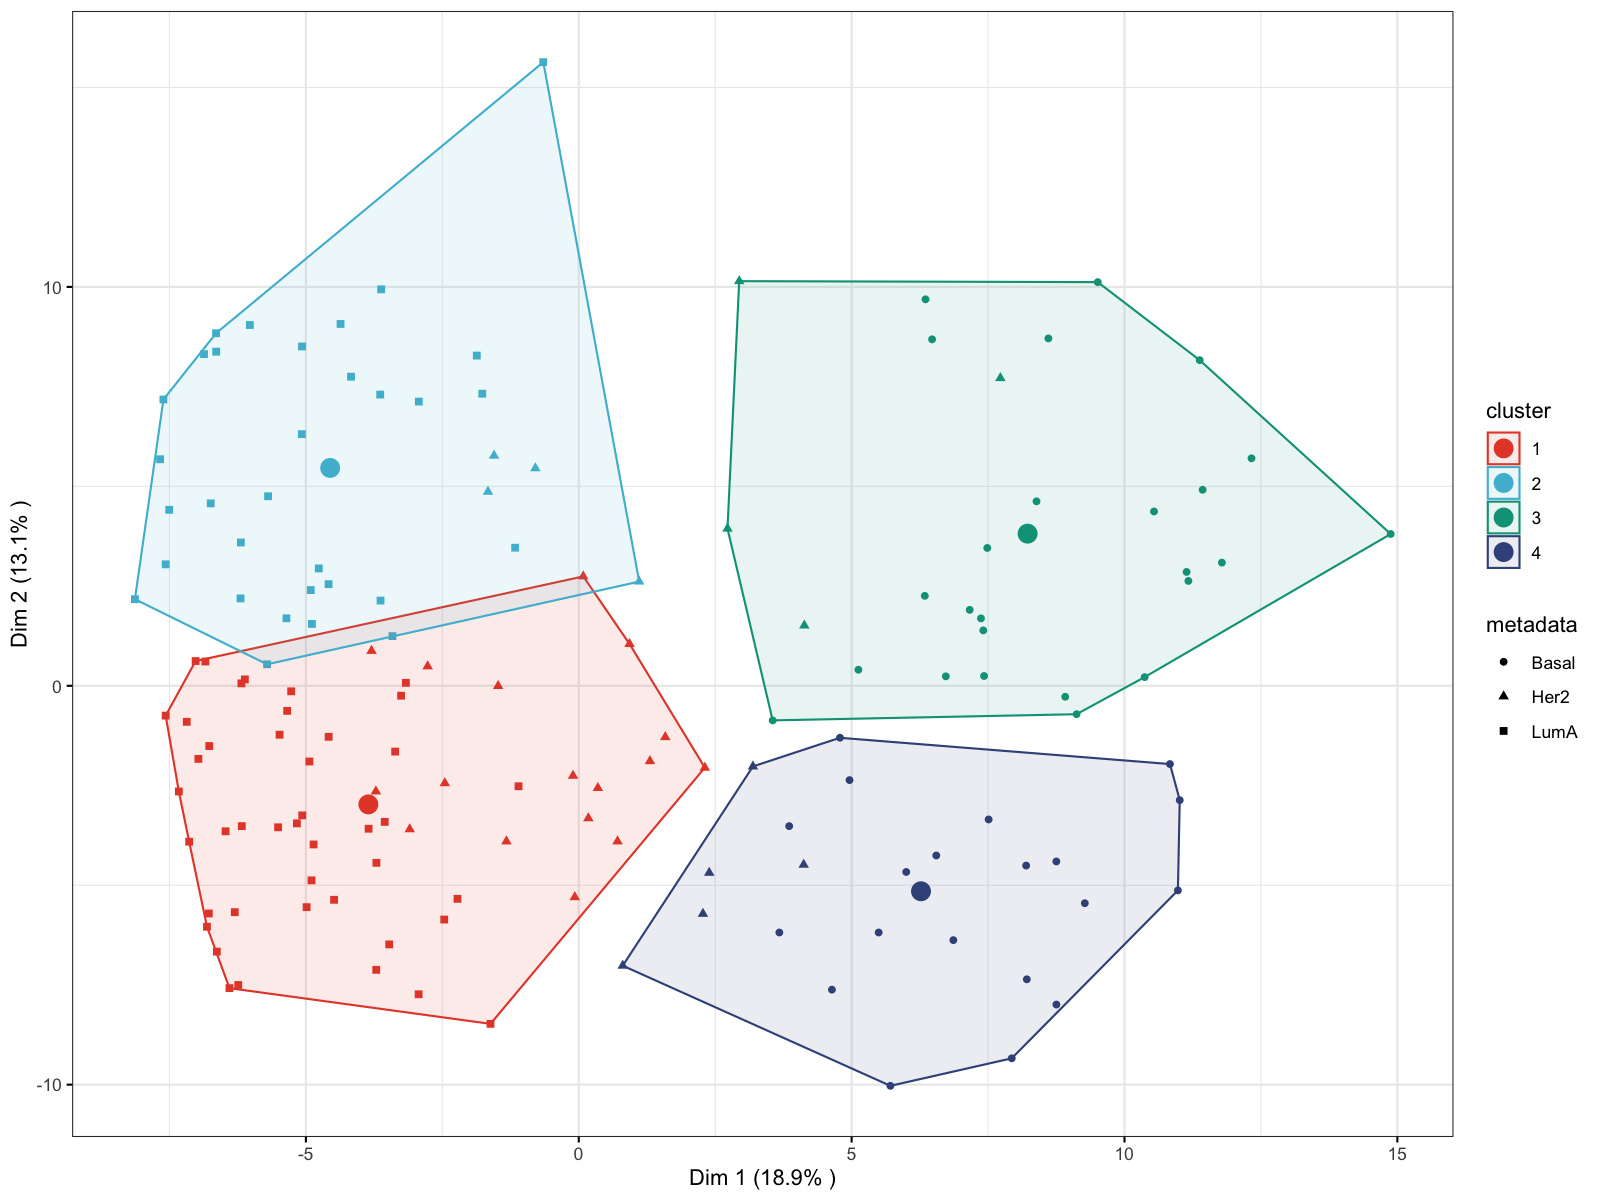 10
0
-10
Dim 2 (13.1% )
-5
0
5
10
15
Dim 1 (18.9% )
cluster
1
2
3
4
metadata
Basal
Her2
LumA